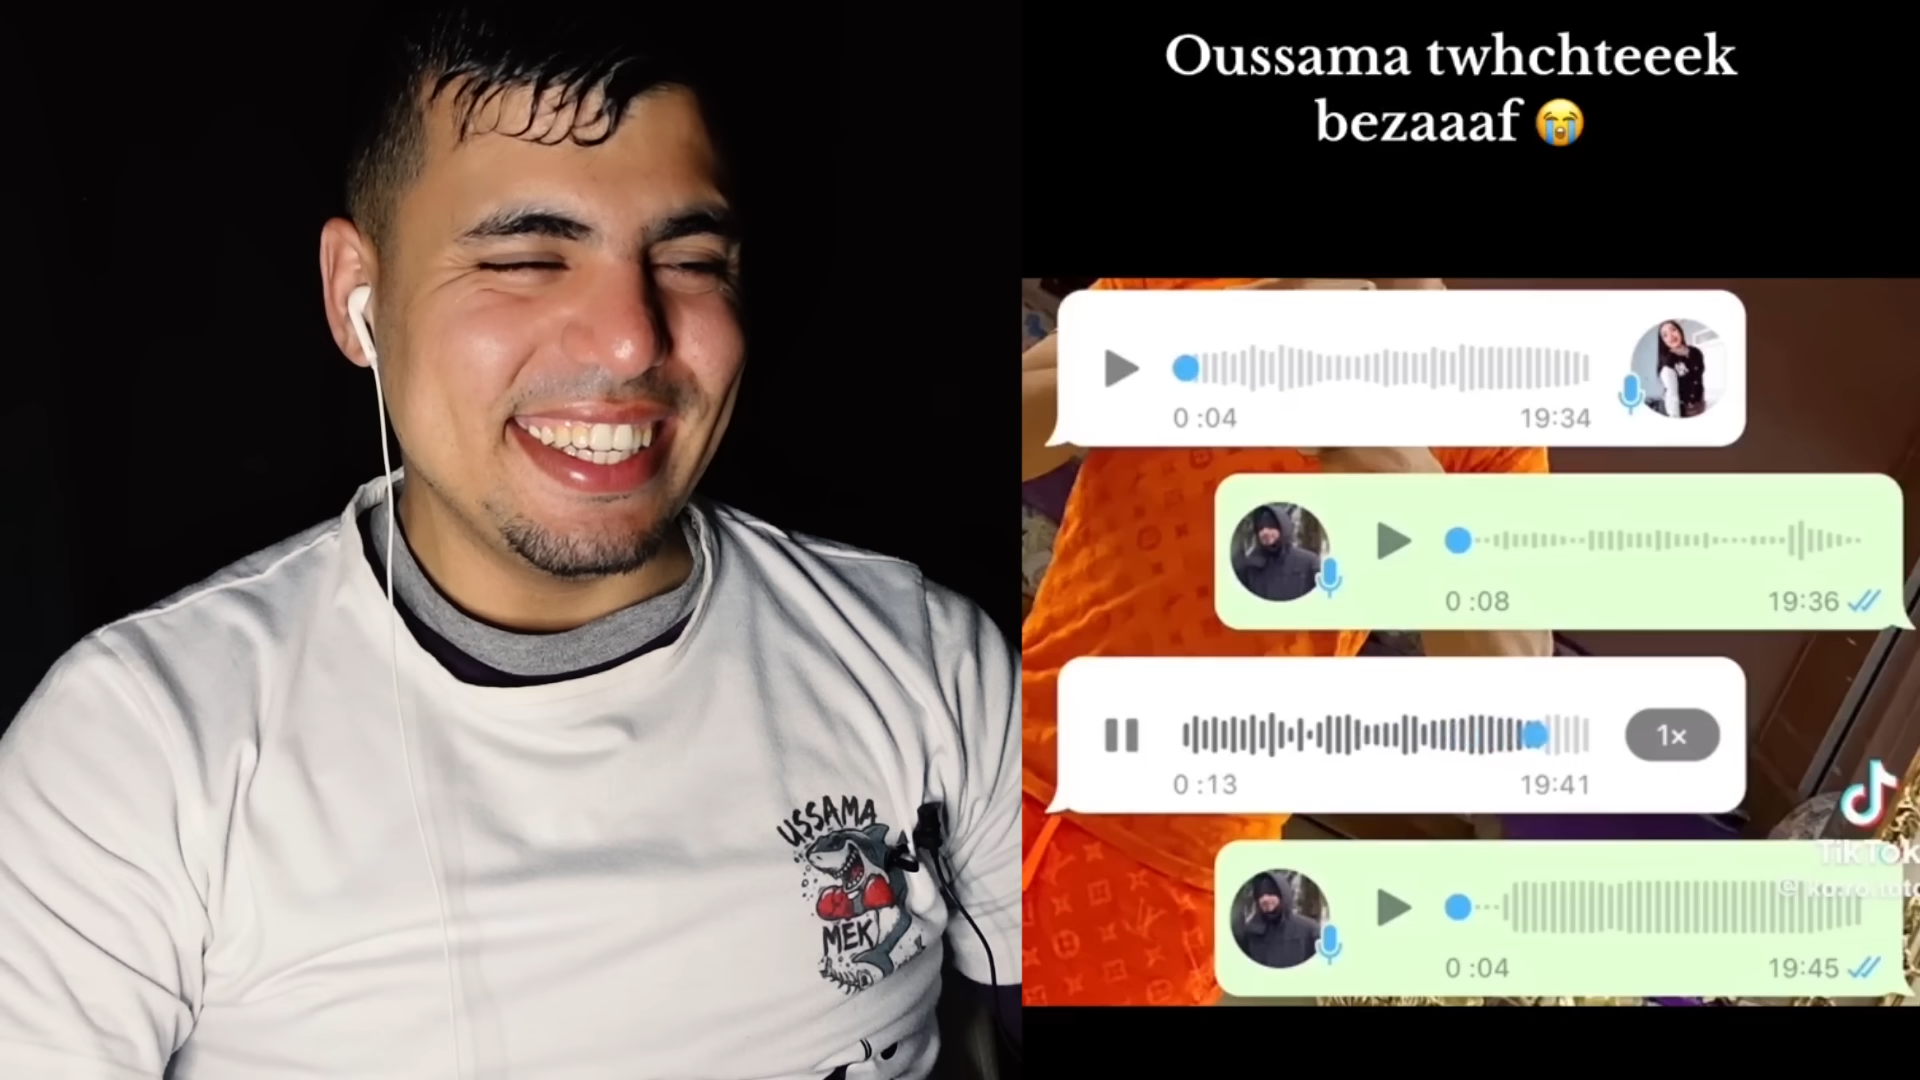 Oussama twhchteeek
bezaaaf 😭
0 :04
19:34
0 :08
19:36
1×
0 :13
19:41
TikTok
0 :04
19:45
USSAMA
MEK